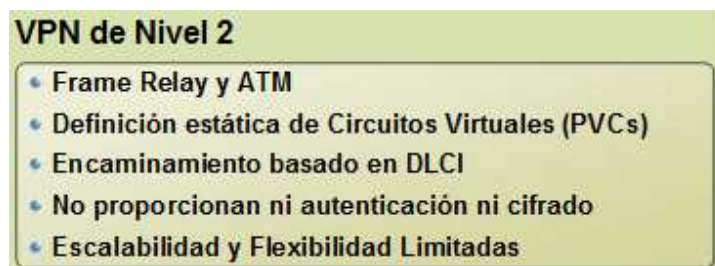 VPN de Nivel 2
• Frame Relay y ATM
• Definición estática de Circuitos Virtuales (PVCs)
• Encaminamiento basado en DLCI
• No proporcionan ni autenticación ni cifrado
• Escalabilidad y Flexibilidad Limitadas